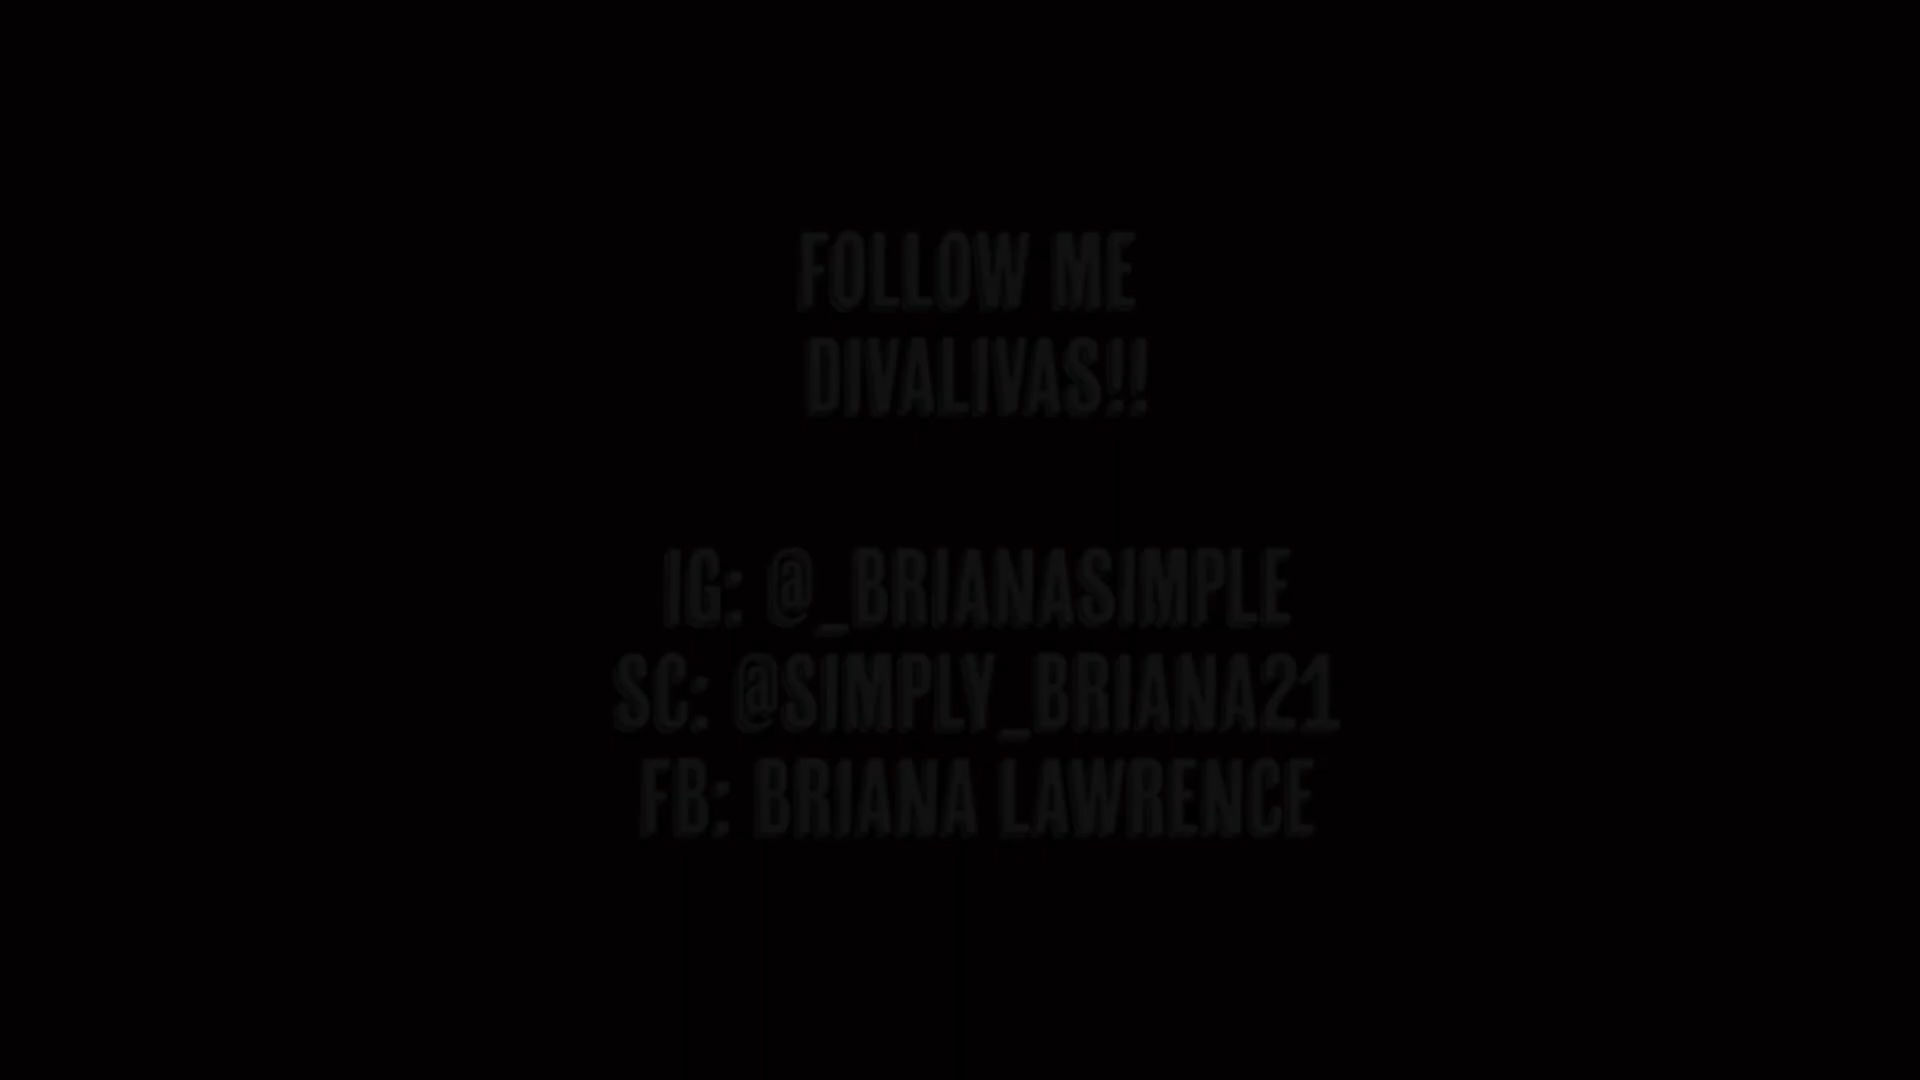 FOLLOW ME
DIVALIVAS!!
IG: @_BRIANASIMPLE
SC: @SIMPLY_BRIANA21
FB: BRIANA LAWRENCE